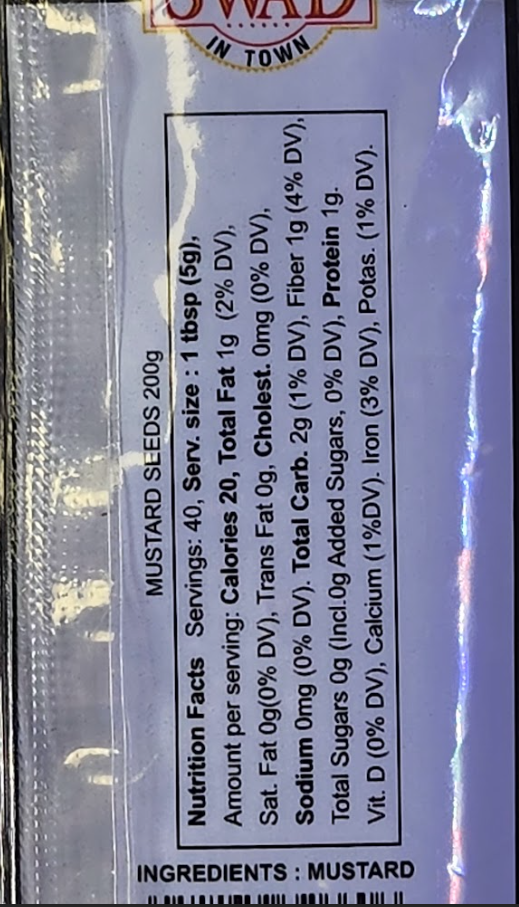 SWAD
IN TOWN
MUSTARD SEEDS 200g
Nutrition Facts Servings: 40, Serv. size : 1 tbsp (5g),
Amount per serving: Calories 20, Total Fat 1g (2% DV),
Sat. Fat 0g(0% DV), Trans Fat 0g, Cholest. 0mg (0% DV),
Sodium 0mg (0% DV). Total Carb. 2g (1% DV), Fiber 1g (4% DV),
Total Sugars 0g (Incl.0g Added Sugars, 0% DV), Protein 1g.
Vit. D (0% DV), Calcium (1%DV). Iron (3% DV), Potas. (1% DV).
INGREDIENTS : MUSTARD